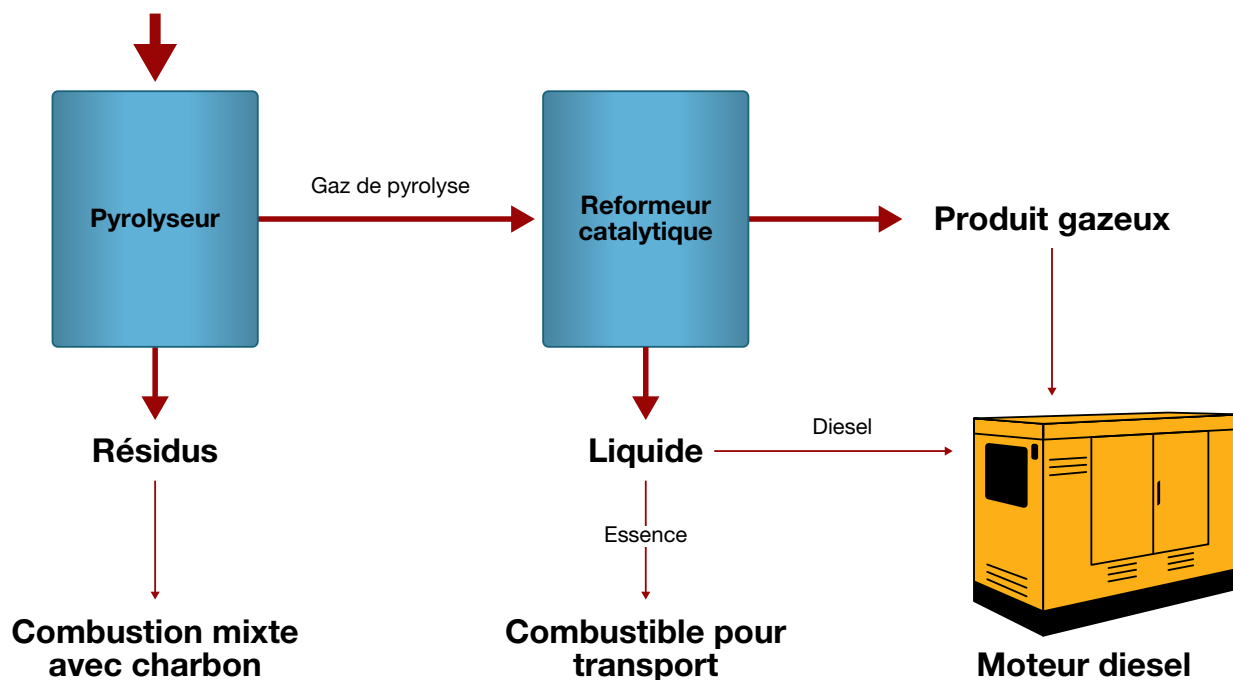 Gaz de pyrolyse
Pyrolyseur
Reformeur
catalytique
Produit gazeux
Résidus
Liquide
Diesel
Essence
Combustion mixte
avec charbon
Combustible pour
transport
Moteur diesel